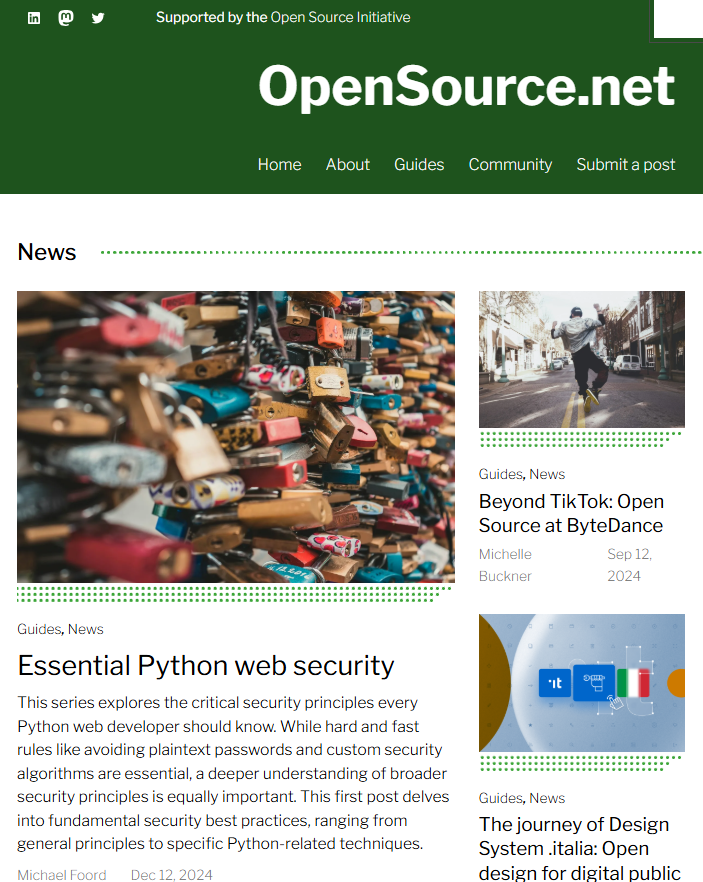 Supported by the Open Source Initiative
OpenSource.net
Home About Guides Community Submit a post
News
Guides, News
Essential Python web security
This series explores the critical security principles every
Python web developer should know. While hard and fast
rules like avoiding plaintext passwords and custom security
algorithms are essential, a deeper understanding of broader
security principles is equally important. This first post delves
into fundamental security best practices, ranging from
general principles to specific Python-related techniques.
Michael Foord Dec 12, 2024
Guides, News
Beyond TikTok: Open
Source at ByteDance
Michelle
Buckner
Sep 12,
2024
.it
Guides, News
The journey of Design
System .italia: Open
design for digital public